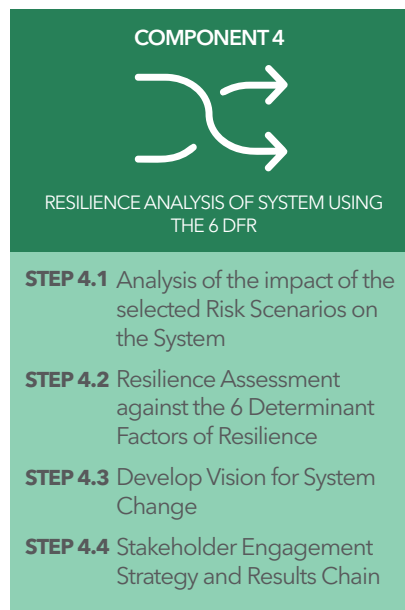 COMPONENT 4
RESILIENCE ANALYSIS OF SYSTEM USING
THE 6 DFR
STEP 4.1 Analysis of the impact of the
selected Risk Scenarios on
the System
STEP 4.2 Resilience Assessment
against the 6 Determinant
Factors of Resilience
STEP 4.3 Develop Vision for System
Change
STEP 4.4 Stakeholder Engagement
Strategy and Results Chain